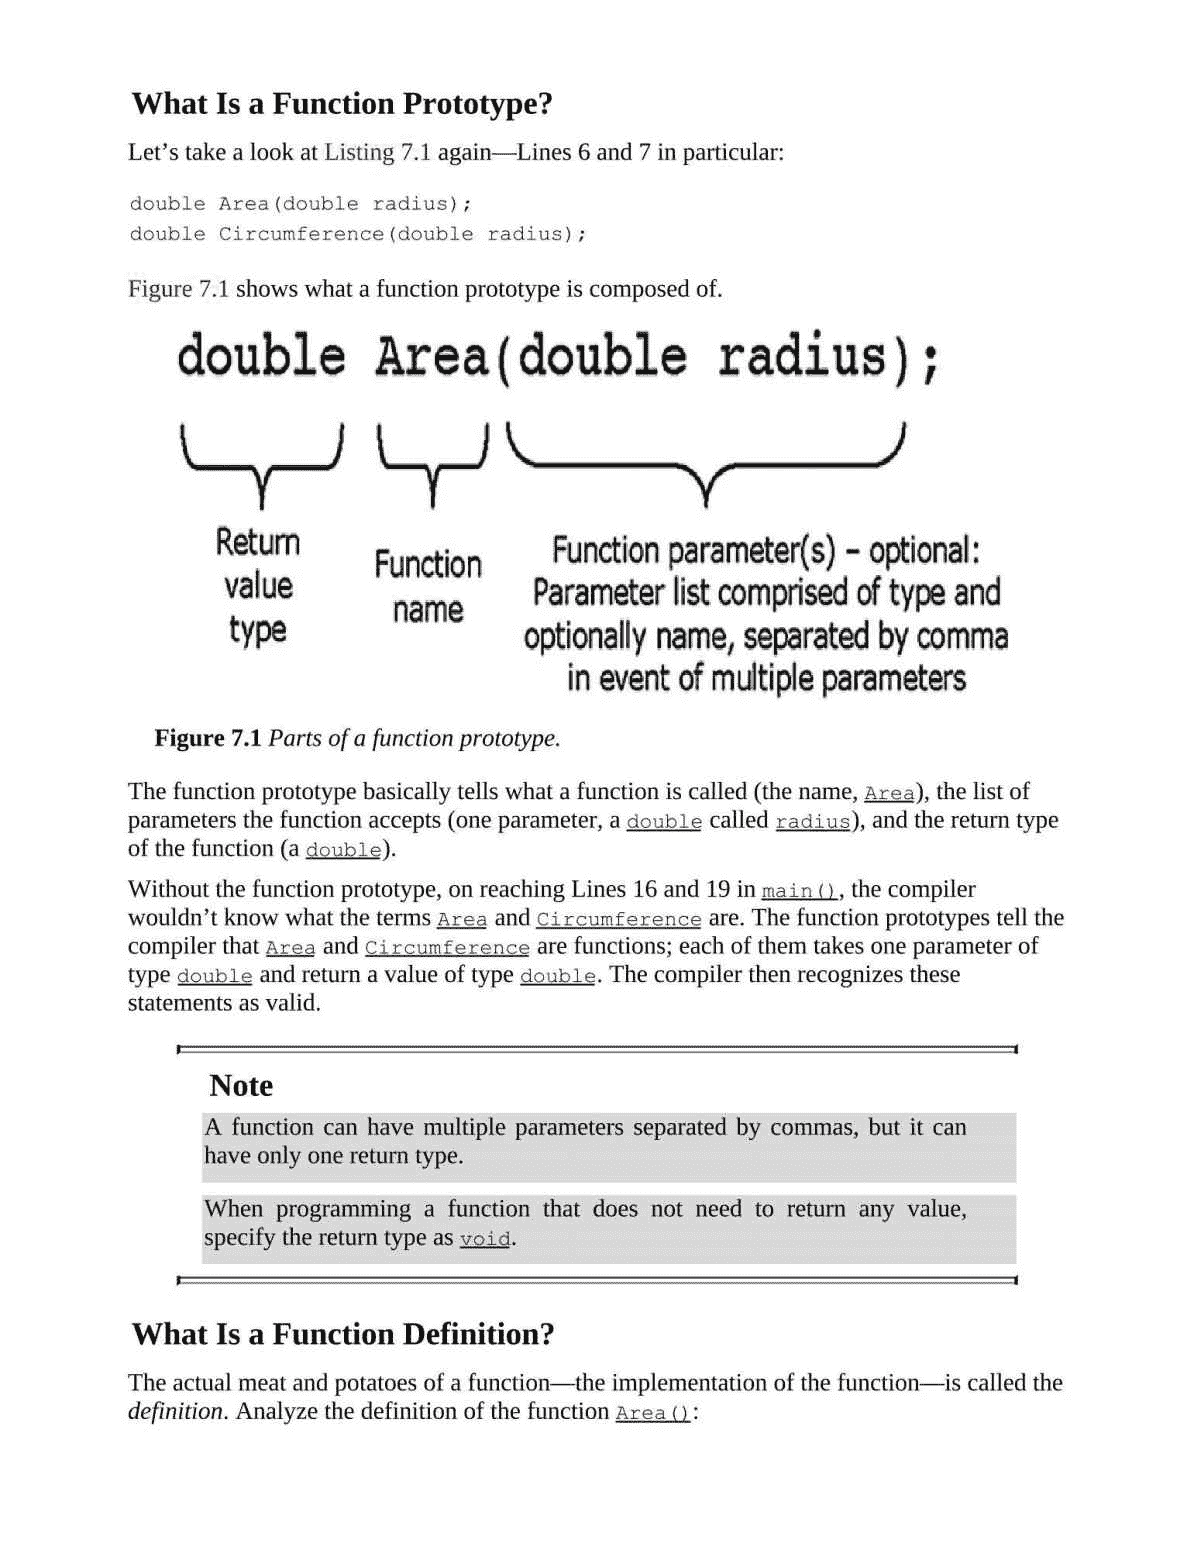 What Is a Function Prototype?
Let’s take a look at Listing 7.1 again—Lines 6 and 7 in particular:
double Area(double radius);
double Circumference(double radius);
Figure 7.1 shows what a function prototype is composed of.
double Area(double radius);
Return
value
type
Function
name
Function parameter(s) – optional:
Parameter list comprised of type and
optionally name, separated by comma
in event of multiple parameters
Figure 7.1 Parts of a function prototype.
The function prototype basically tells what a function is called (the name, Area), the list of
parameters the function accepts (one parameter, a double called radius), and the return type
of the function (a double).
Without the function prototype, on reaching Lines 16 and 19 in main(), the compiler
wouldn’t know what the terms Area and Circumference are. The function prototypes tell the
compiler that Area and Circumference are functions; each of them takes one parameter of
type double and return a value of type double. The compiler then recognizes these
statements as valid.
Note
A function can have multiple parameters separated by commas, but it can
have only one return type.
When programming a function that does not need to return any value,
specify the return type as void.
What Is a Function Definition?
The actual meat and potatoes of a function—the implementation of the function—is called the
definition. Analyze the definition of the function Area():